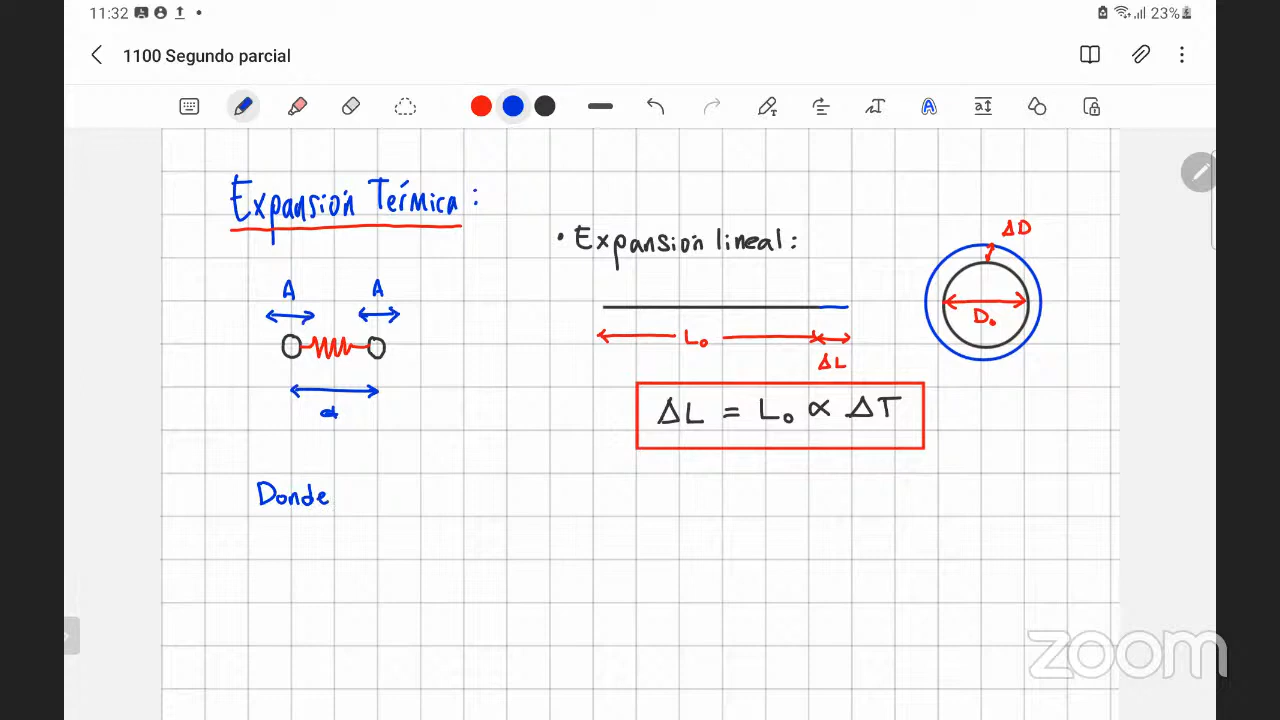 11:32
23%
1100 Segundo parcial
Expansión Térmica:
A
A
d
Donde
• Expansión lineal:
L₀
ΔL
ΔL = L₀ ∝ ΔT
ΔD
D₀
zoom